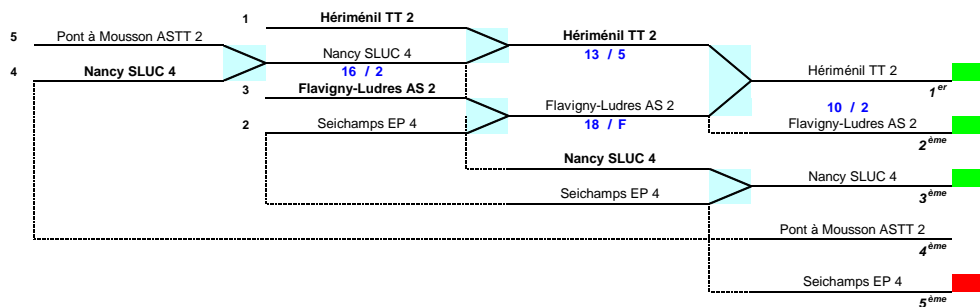 1 Hériménil TT 2
5 Pont à Mousson ASTT 2
Nancy SLUC 4
Hériménil TT 2
16 / 2
13 / 5
4 Nancy SLUC 4
Hériménil TT 2
1er
3 Flavigny-Ludres AS 2
Flavigny-Ludres AS 2
10 / 2
2 Seichamps EP 4
18 / F
Flavigny-Ludres AS 2
2ème
Nancy SLUC 4
Nancy SLUC 4
3ème
Seichamps EP 4
Pont à Mousson ASTT 2
4ème
Seichamps EP 4
5ème